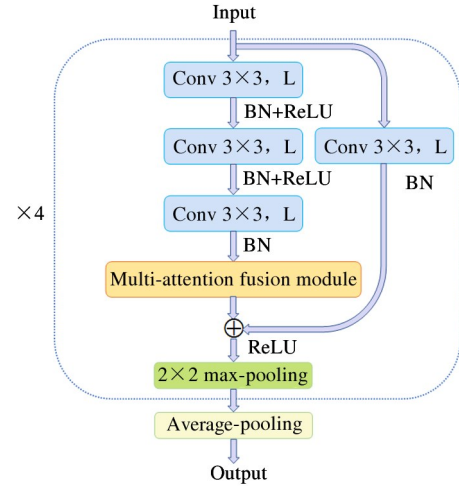 Input
Conv 3×3, L
BN+ReLU
Conv 3×3, L
Conv 3×3, L
BN+ReLU
BN
×4
Conv 3×3, L
BN
Multi-attention fusion module
ReLU
2×2 max-pooling
Average-pooling
Output